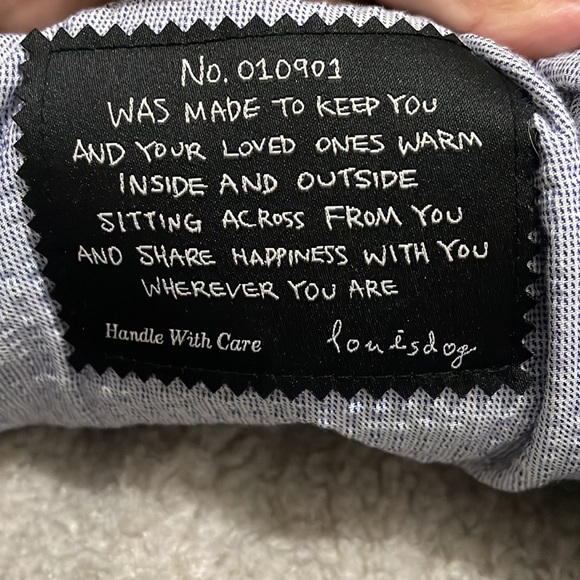 No. 010901
WAS MADE TO KEEP YOU
AND YOUR LOVED ONES WARM
INSIDE AND OUTSIDE
SITTING ACROSS FROM YOU
AND SHARE HAPPINESS WITH YOU
WHEREVER YOU ARE
Handle With Care louisdog